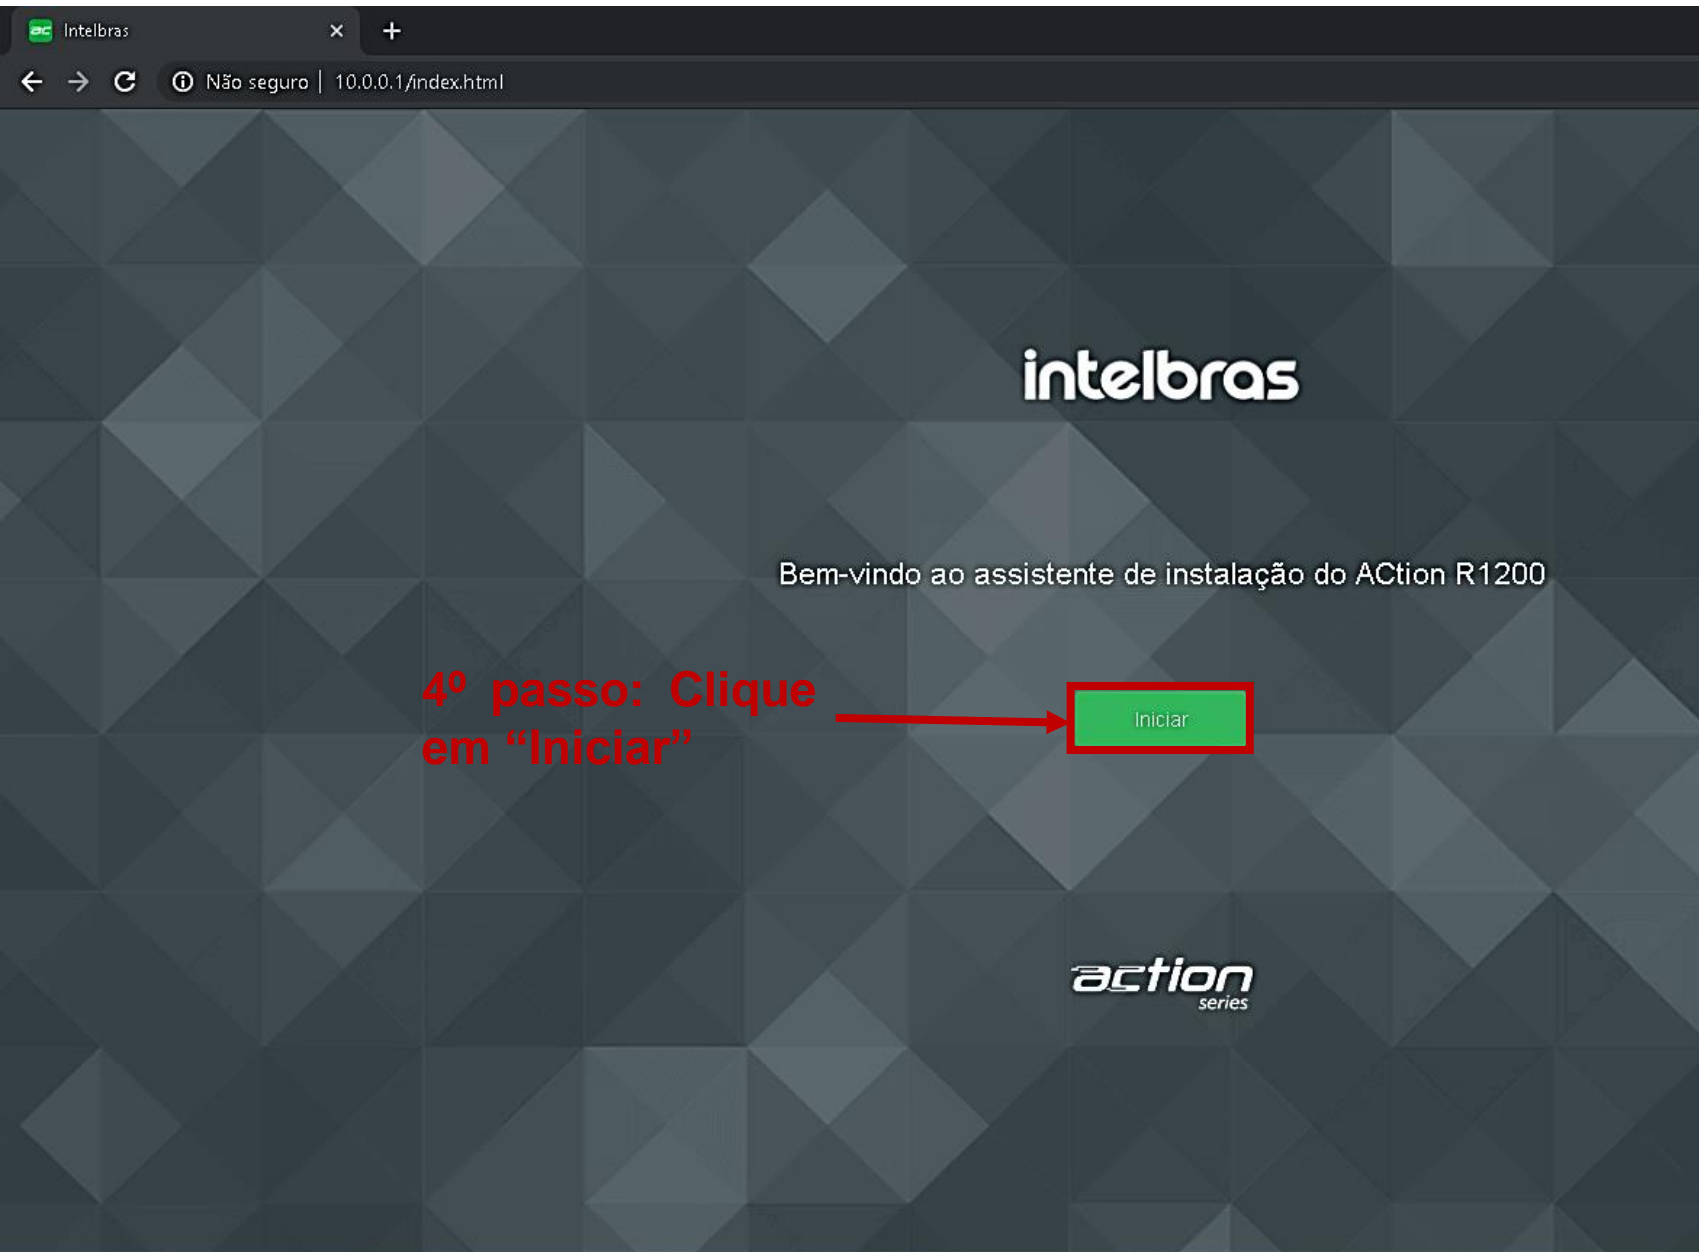 ac Intelbras
Não seguro | 10.0.0.1/index.html
intelbras
Bem-vindo ao assistente de instalação do ACtion R1200
4º passo: Clique
em “Iniciar”
Iniciar
action
series